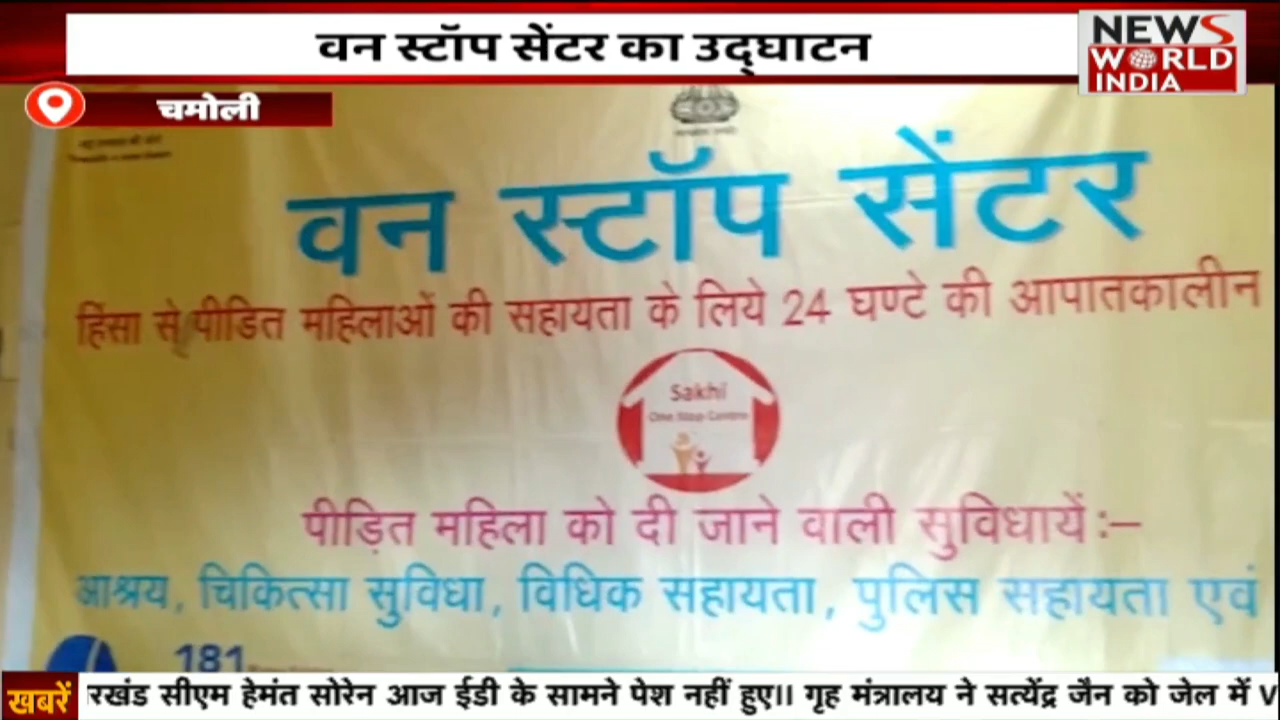 वन स्टॉप सेंटर का उद्घाटन
NEWS
WORLD
INDIA
चमोली
वन स्टॉप सेंटर
हिंसा से पीडित महिलाओं की सहायता के लिये 24 घण्टे की आपातकालीन
Sakhi
One Stop Centre
पीड़ित महिला को दी जाने वाली सुविधायें :–
आश्रय, चिकित्सा सुविधा, विधिक सहायता, पुलिस सहायता एवं
181
खबरें
रखंड सीएम हेमंत सोरेन आज ईडी के सामने पेश नहीं हुए।। गृह मंत्रालय ने सत्येंद्र जैन को जेल में V